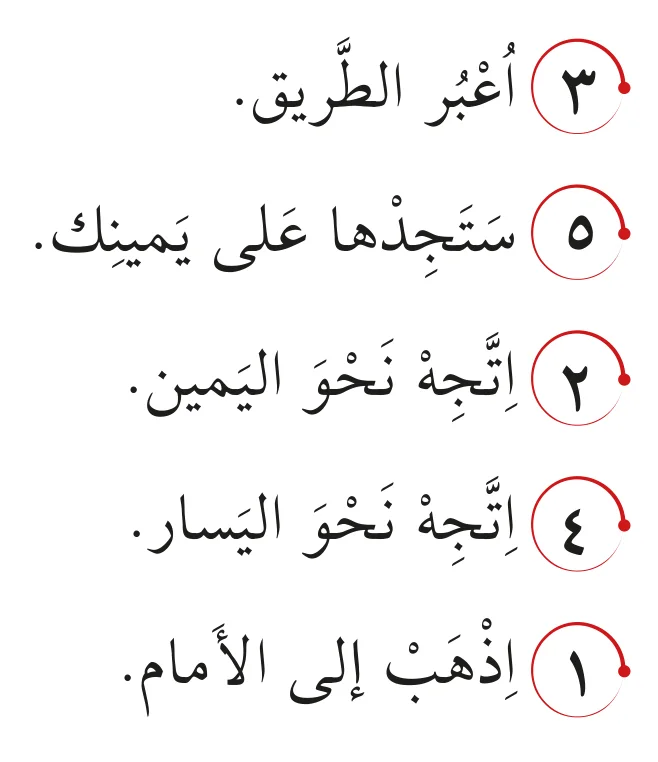 ٣ اُعْبُر الطَّريق.
٥ سَتَجِدْها عَلى يَمينِك.
٢ اِتَّجِهْ نَحْوَ اليَمين.
٤ اِتَّجِهْ نَحْوَ اليَسار.
١ اِذْهَبْ إلى الأَمام.